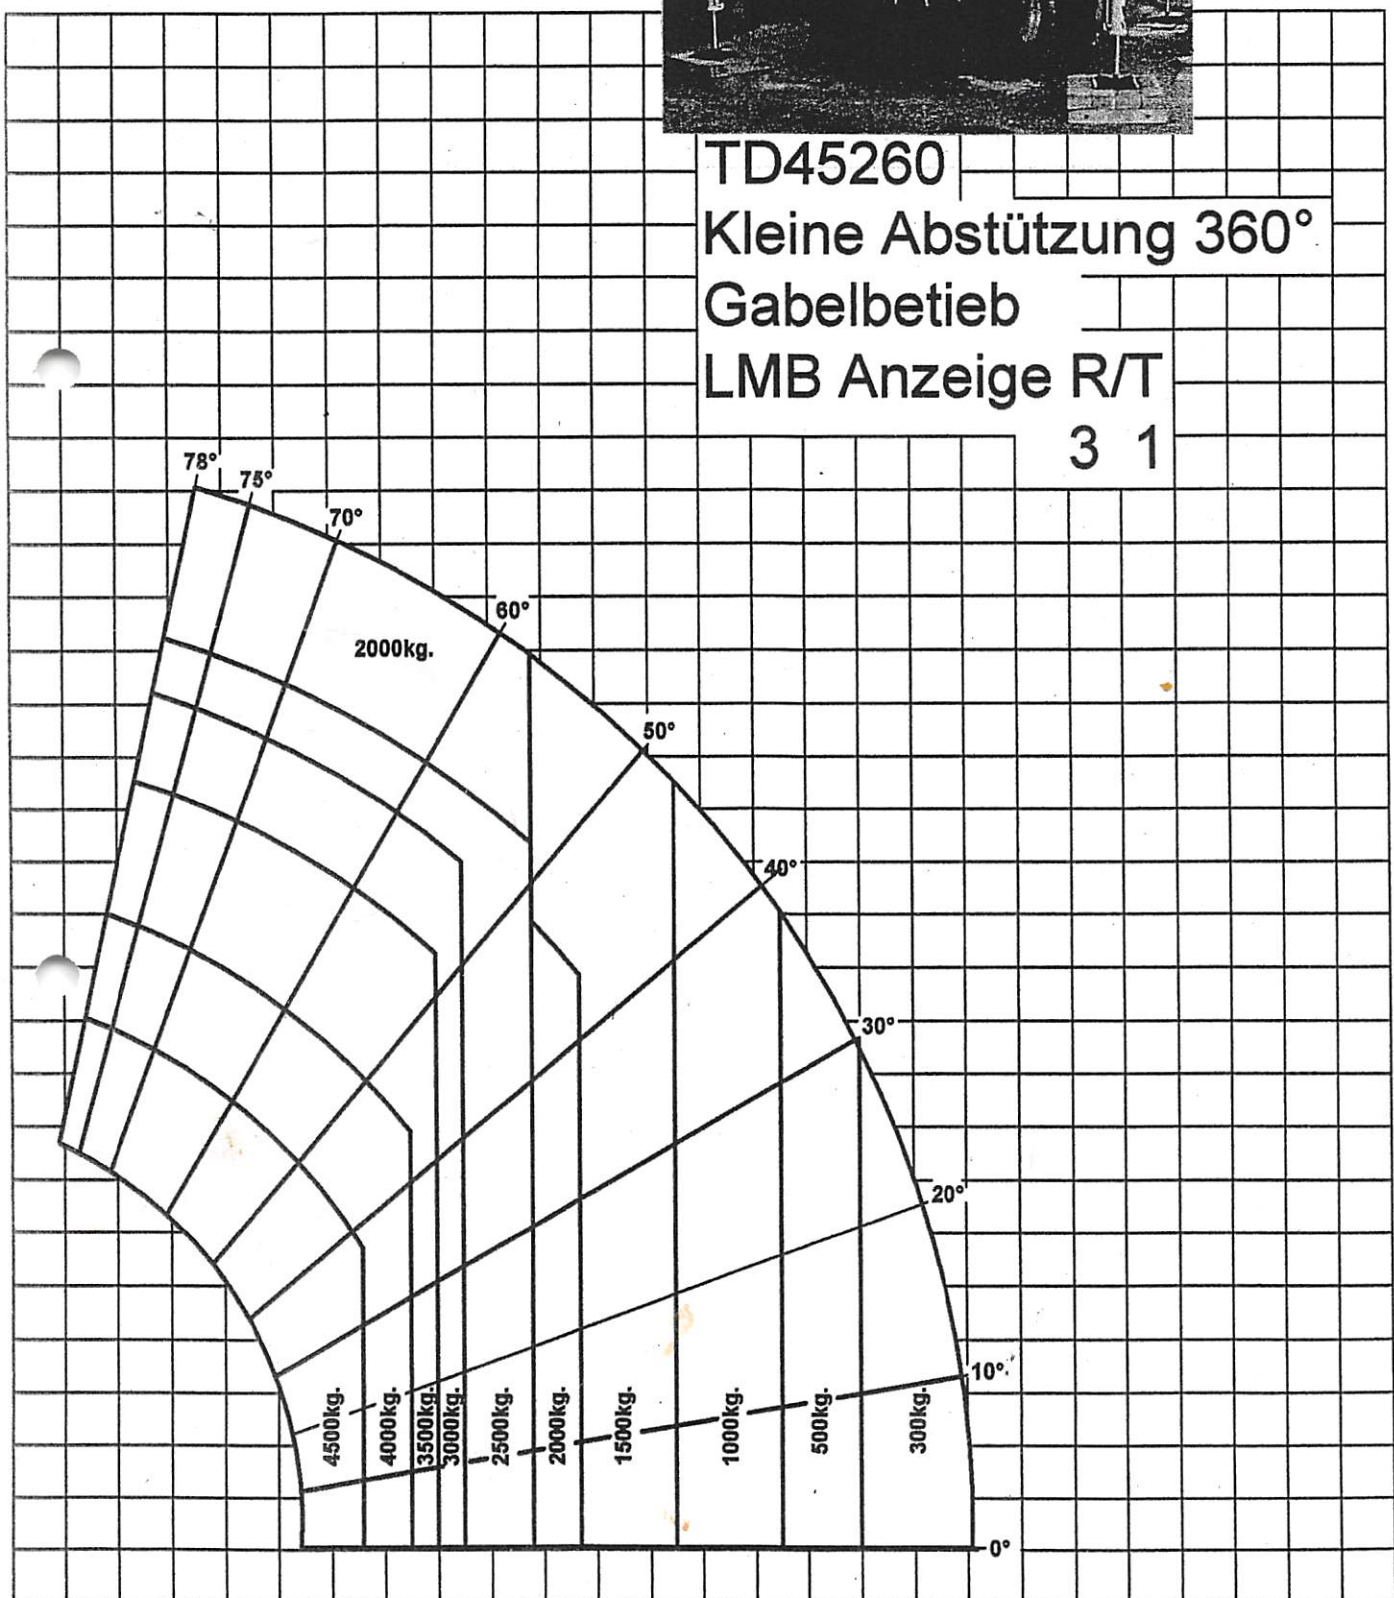 TD45260
Kleine Abstützung 360°
Gabelbetieb
LMB Anzeige R/T
3 1
78°
75°
70°
60°
2000kg.
50°
40°
30°
20°
10°
4500kg.
4000kg.
3500kg.
3000kg.
2500kg.
2000kg.
1500kg.
1000kg.
500kg.
300kg.
0°